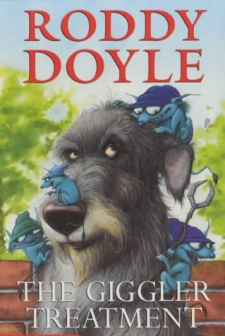 RODDY
DOYLE
THE GIGGLER
TREATMENT